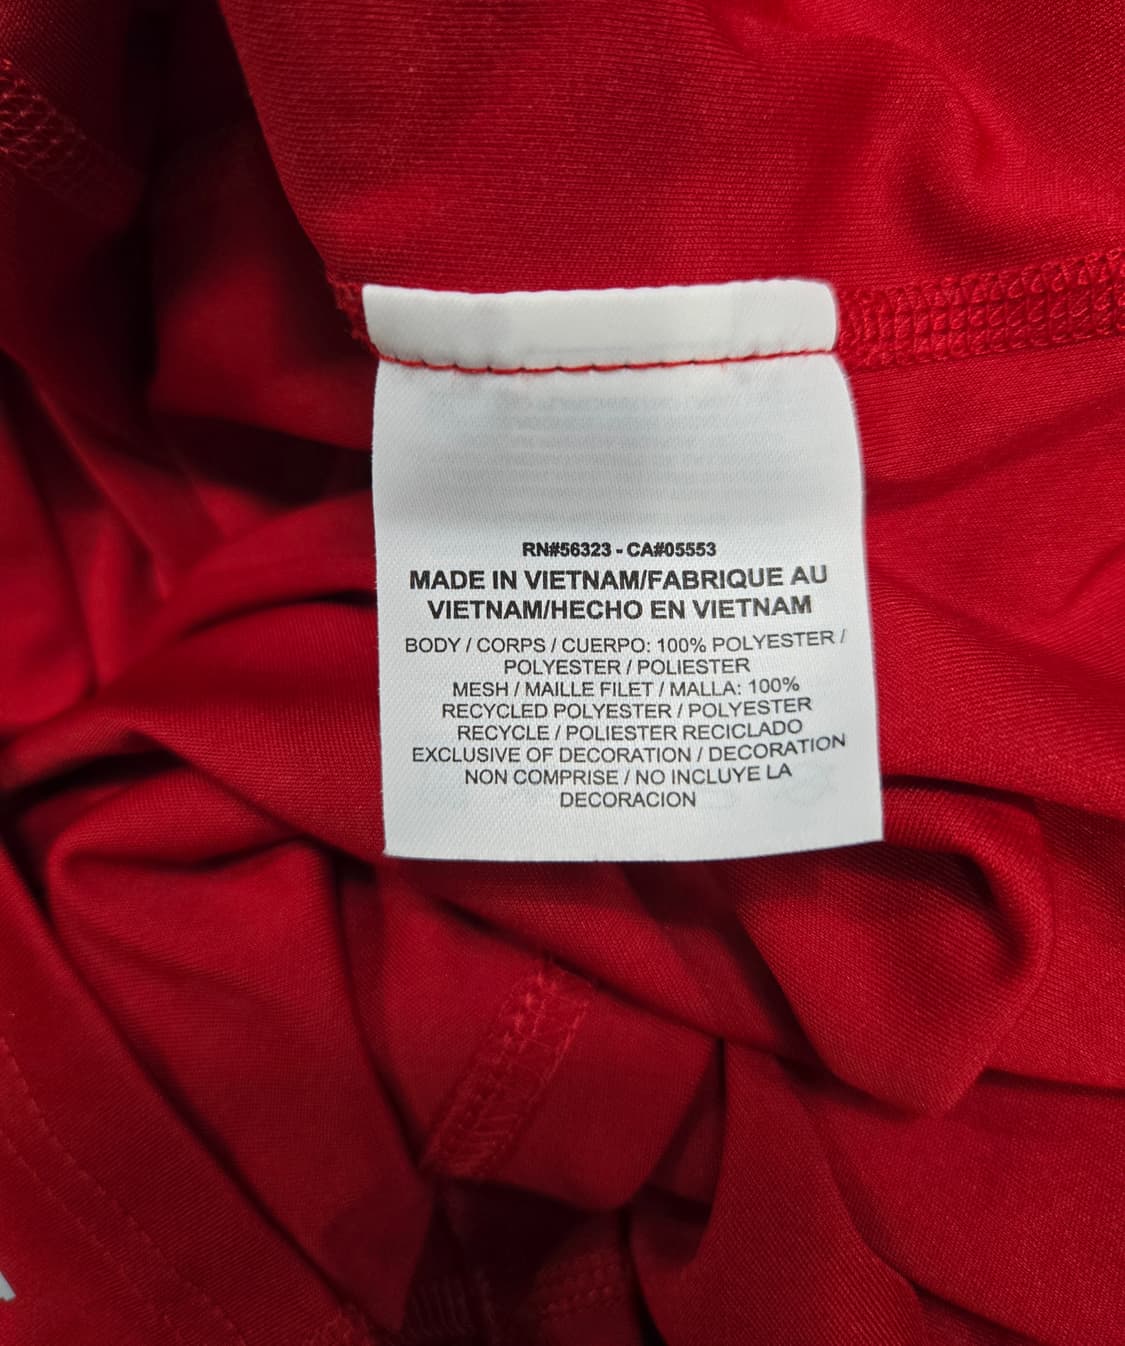 RN#56323 - CA#05553
MADE IN VIETNAM/FABRIQUE AU
VIETNAM/HECHO EN VIETNAM
BODY / CORPS / CUERPO: 100% POLYESTER /
POLYESTER / POLIESTER
MESH / MAILLE FILET / MALLA: 100%
RECYCLED POLYESTER / POLYESTER
RECYCLE / POLIESTER RECICLADO
EXCLUSIVE OF DECORATION / DECORATION
NON COMPRISE / NO INCLUYE LA
DECORACION